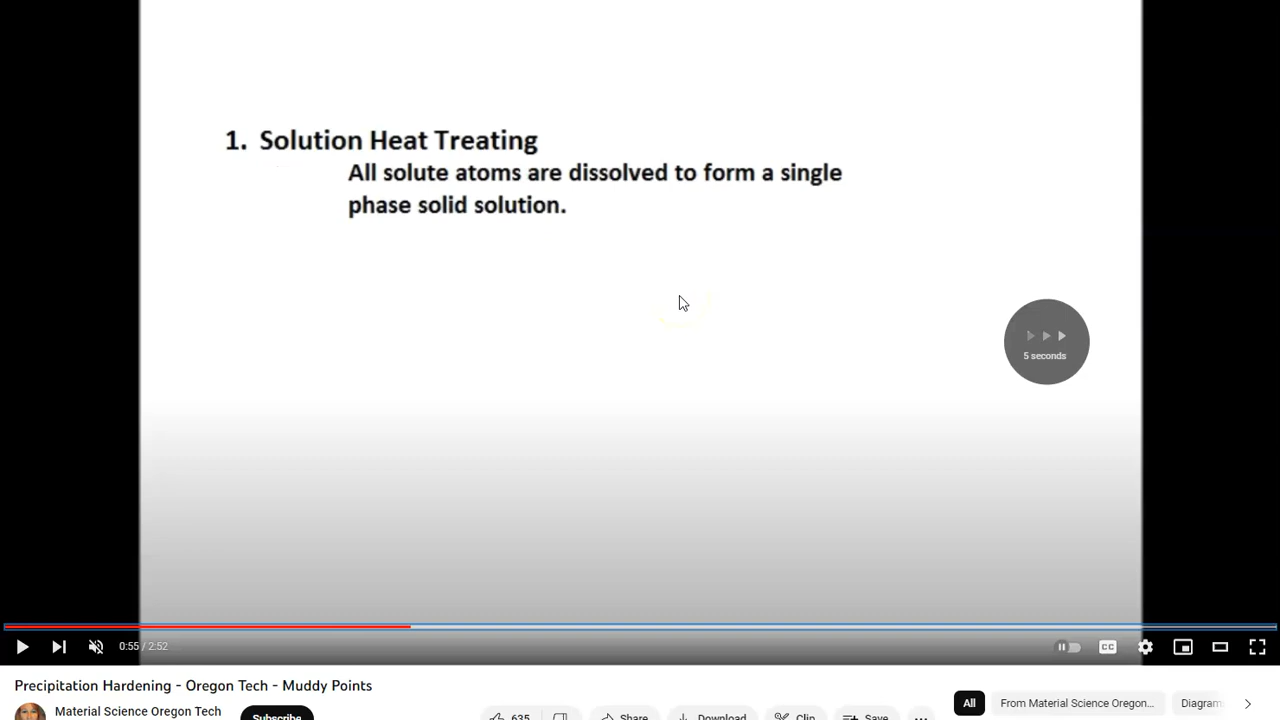 1. Solution Heat Treating
All solute atoms are dissolved to form a single
phase solid solution.
5 seconds
0:55 / 2:52
CC
Precipitation Hardening - Oregon Tech - Muddy Points
Material Science Oregon Tech
Subscribe
635
Share
Download
Clip
Save
All
From Material Science Oregon...